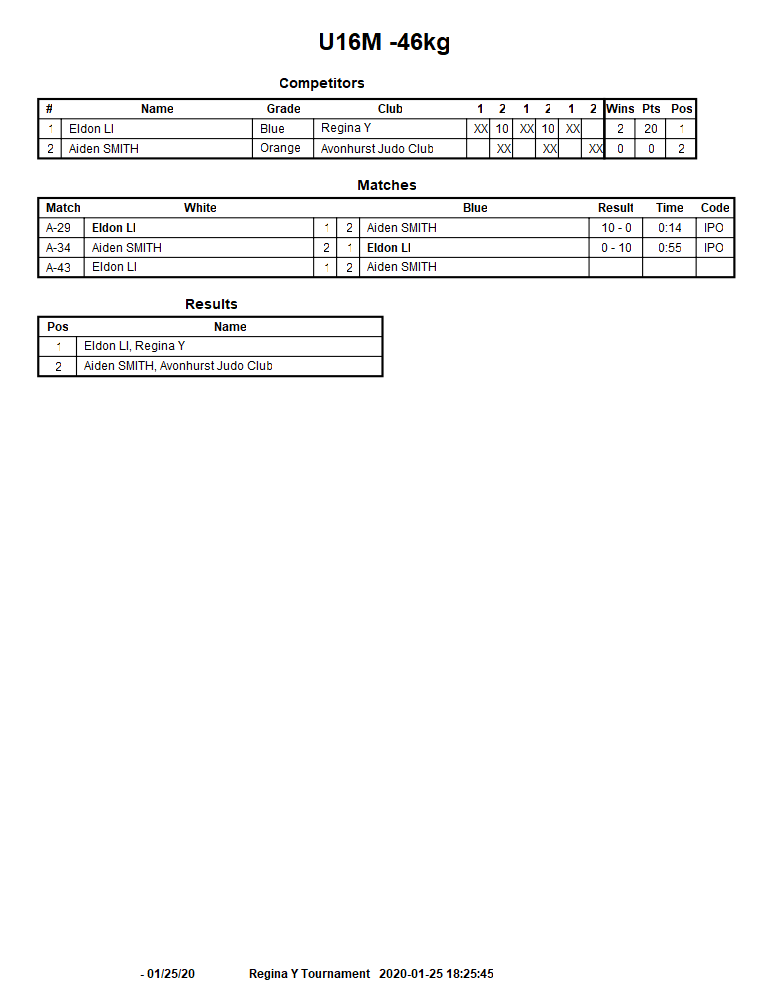 U16M -46kg
Competitors
# Name Grade Club 1 2 1 2 1 2 Wins Pts Pos
1 Eldon LI Blue Regina Y XX 10 XX 10 XX 2 20 1
2 Aiden SMITH Orange Avonhurst Judo Club XX XX XX 0 0 2
Matches
Match White Blue Result Time Code
A-29 Eldon LI 1 2 Aiden SMITH 10 - 0 0:14 IPO
A-34 Aiden SMITH 2 1 Eldon LI 0 - 10 0:55 IPO
A-43 Eldon LI 1 2 Aiden SMITH
Results
Pos Name
1 Eldon LI, Regina Y
2 Aiden SMITH, Avonhurst Judo Club
- 01/25/20 Regina Y Tournament 2020-01-25 18:25:45